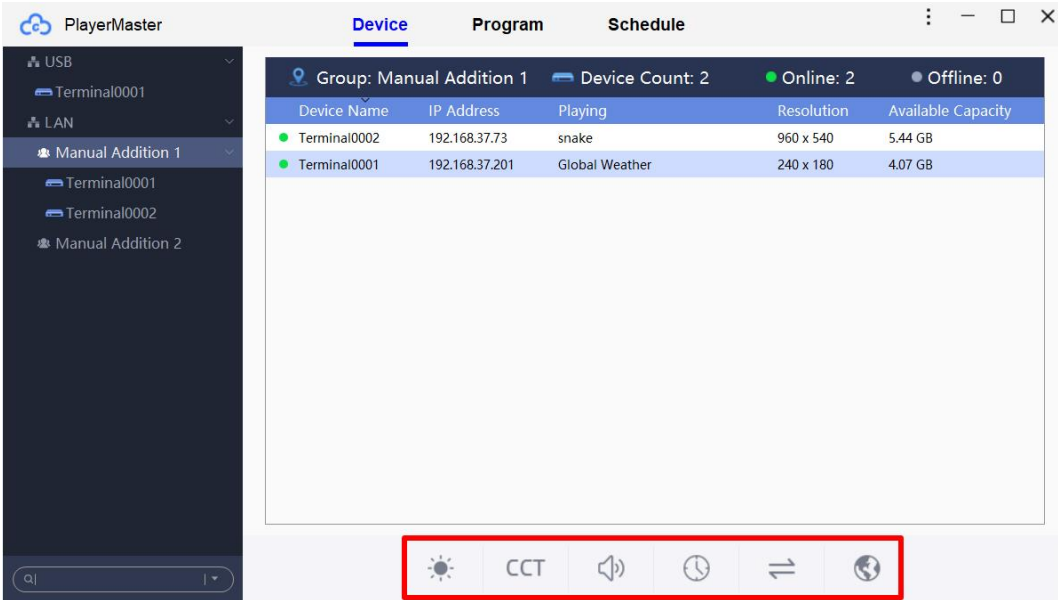 PlayerMaster
Device Program Schedule
USB
Terminal0001
LAN
Manual Addition 1
Terminal0001
Terminal0002
Manual Addition 2
Group: Manual Addition 1 Device Count: 2 Online: 2 Offline: 0
Device Name IP Address Playing Resolution Available Capacity
Terminal0002 192.168.37.73 snake 960 x 540 5.44 GB
Terminal0001 192.168.37.201 Global Weather 240 x 180 4.07 GB
CCT